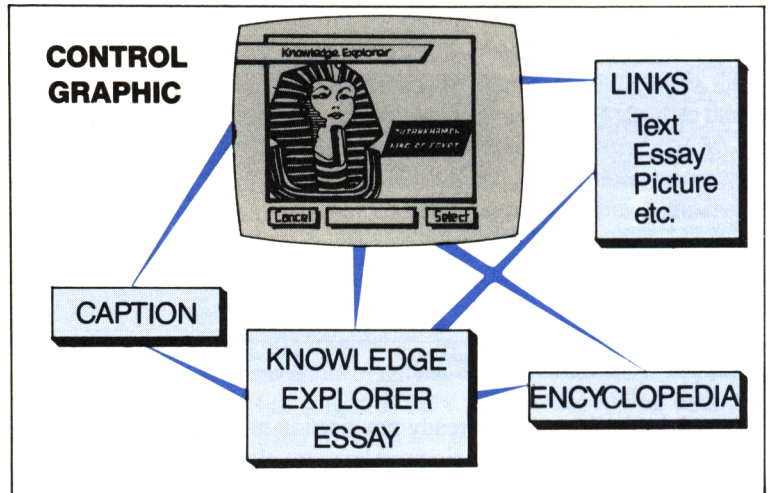 CONTROL
GRAPHIC
Knowledge Explorer
TUTANKHAMEN
KING OF EGYPT
Cancel
Select
LINKS
Text
Essay
Picture
etc.
CAPTION
KNOWLEDGE
EXPLORER
ESSAY
ENCYCLOPEDIA